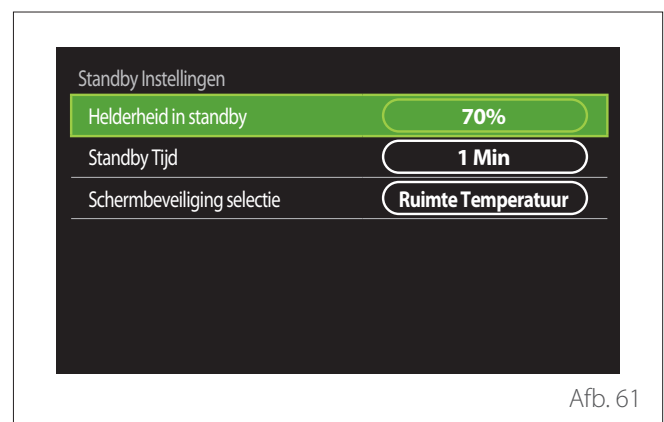 Standby Instellingen
Helderheid in standby 70%
Standby Tijd 1 Min
Schermbeveiliging selectie Ruimte Temperatuur
Afb. 61